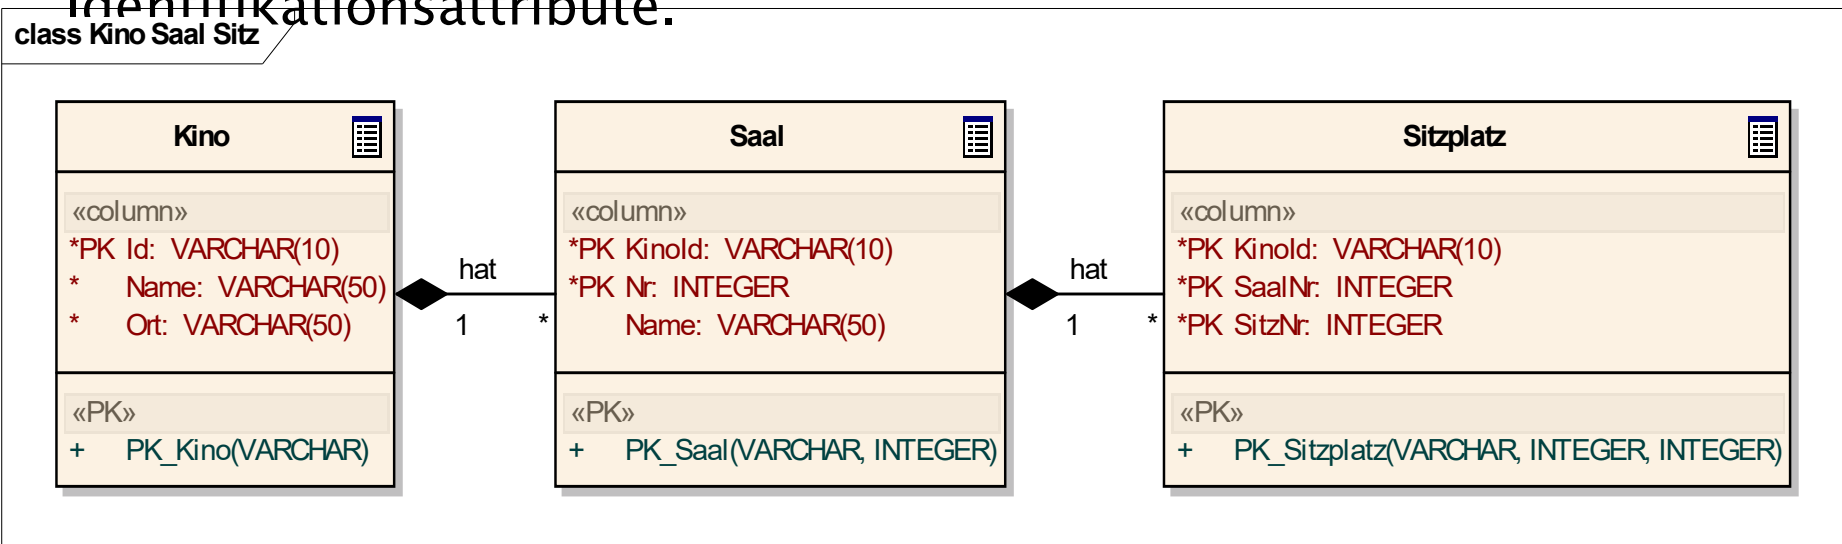 Identifikationsattribute.
class Kino Saal Sitz
Kino
«column»
*PK Id: VARCHAR(10)
* Name: VARCHAR(50)
* Ort: VARCHAR(50)
«PK»
+ PK_Kino(VARCHAR)
hat
1 *
Saal
«column»
*PK KinoId: VARCHAR(10)
*PK Nr: INTEGER
Name: VARCHAR(50)
«PK»
+ PK_Saal(VARCHAR, INTEGER)
hat
1 *
Sitzplatz
«column»
*PK KinoId: VARCHAR(10)
*PK SaalNr: INTEGER
*PK SitzNr: INTEGER
«PK»
+ PK_Sitzplatz(VARCHAR, INTEGER, INTEGER)